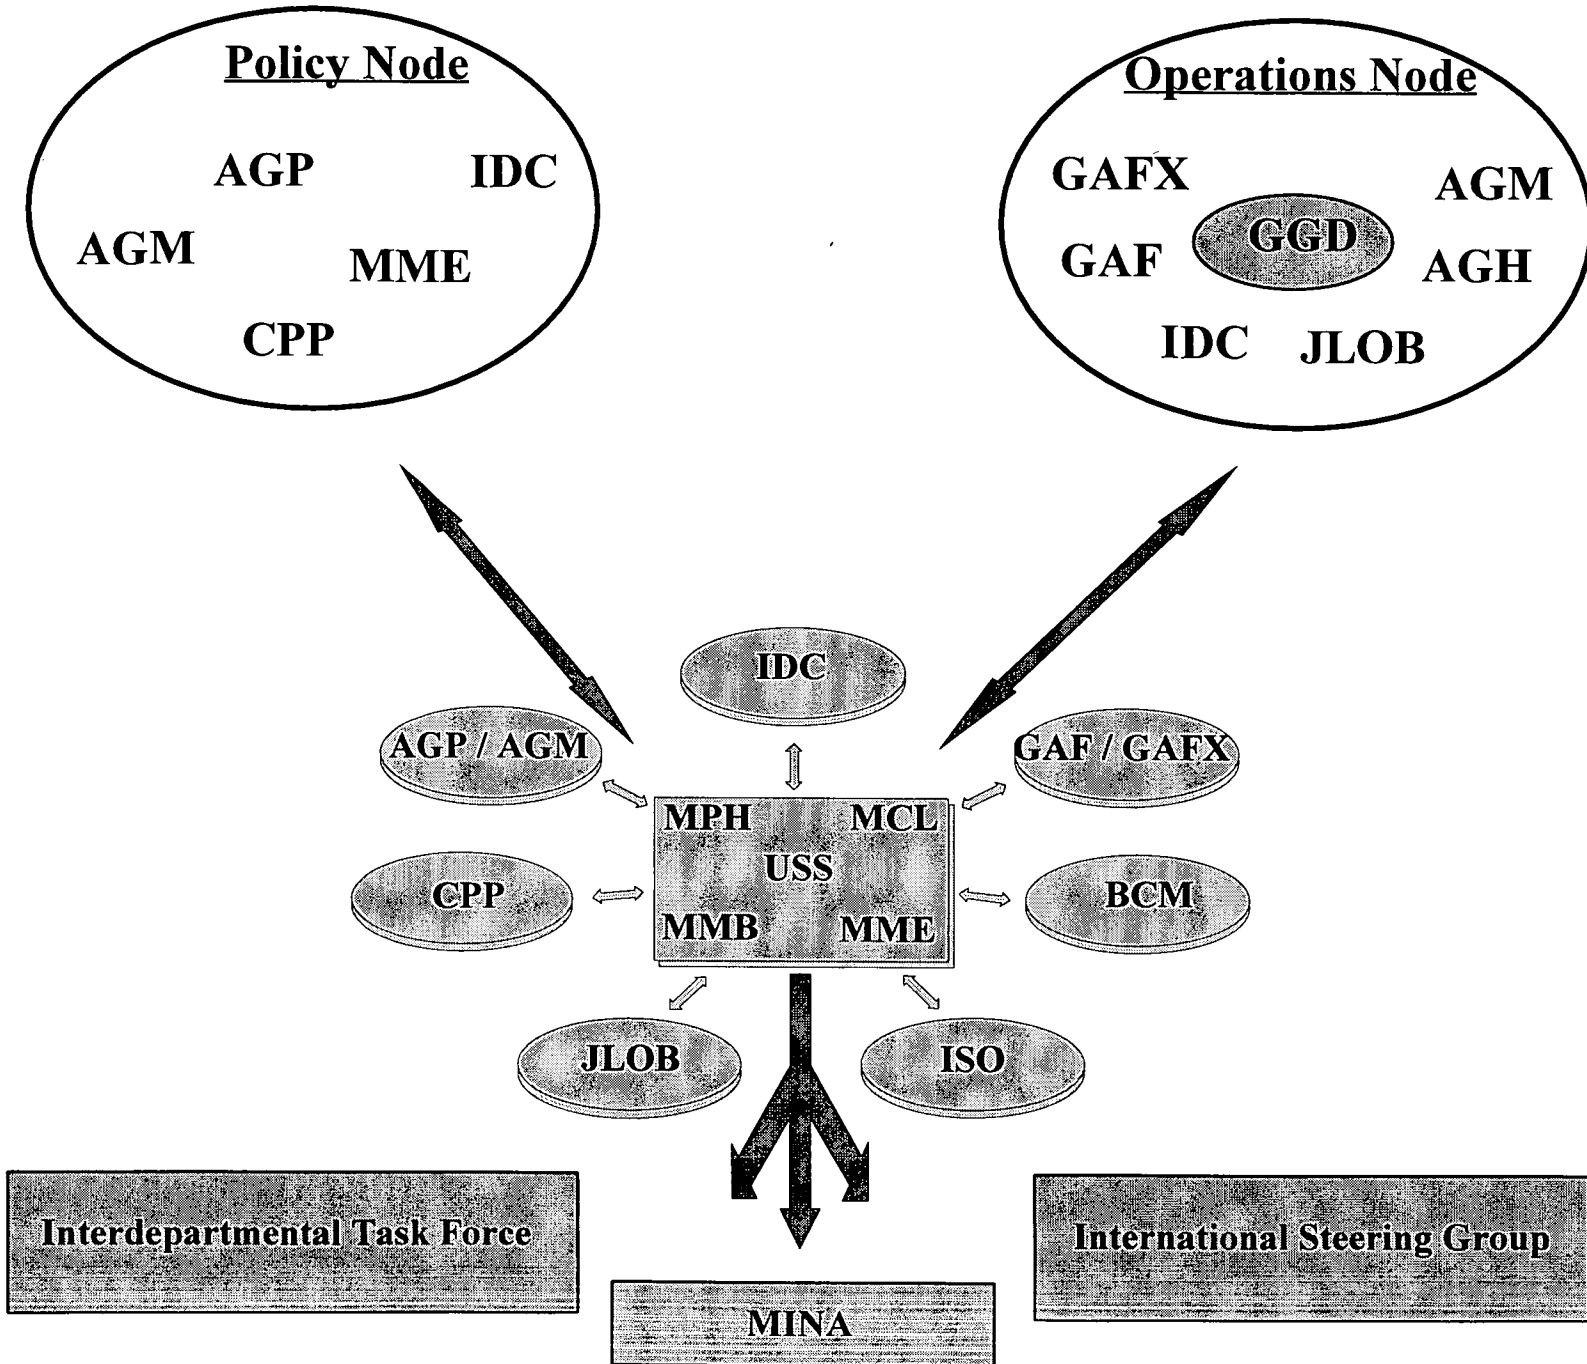 Policy Node
AGP IDC
AGM MME
CPP
Operations Node
GAFX AGM
GAF GGD AGH
IDC JLOB
IDC
AGP / AGM
GAF / GAFX
MPH MCL
USS
MMB MME
CPP
BCM
JLOB
ISO
Interdepartmental Task Force
International Steering Group
MINA